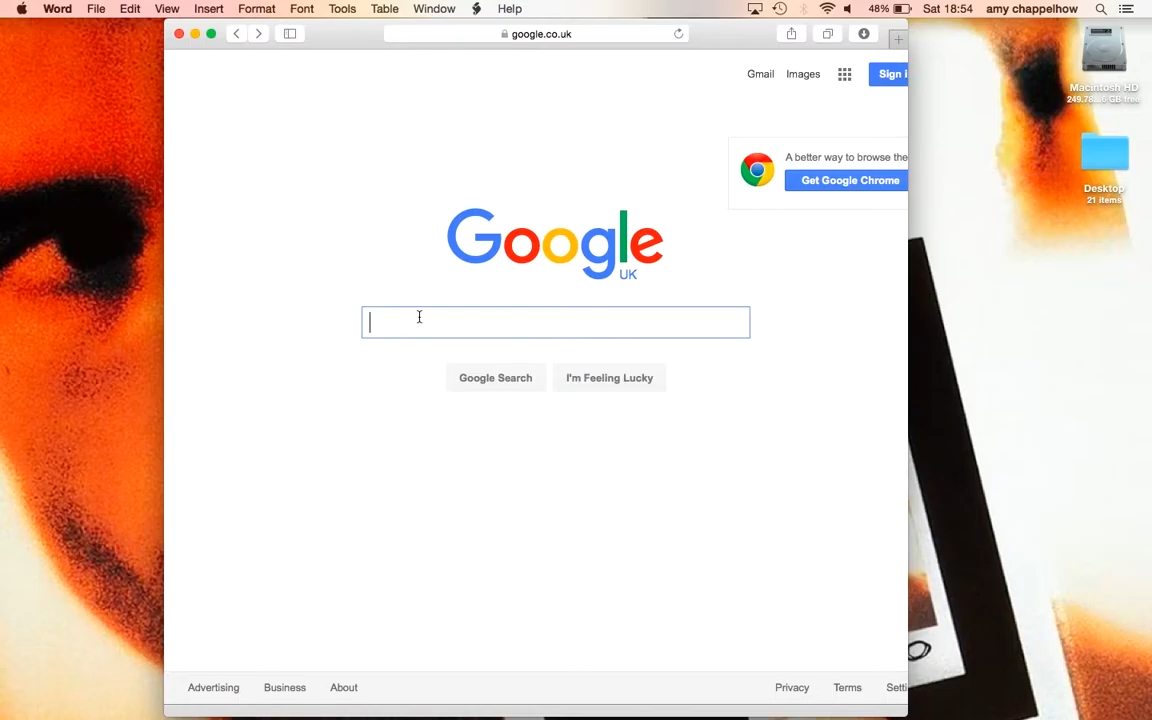 Word File Edit View Insert Format Font Tools Table Window Help 48% Sat 18:54 amy chappelhow
google.co.uk
Macintosh HD
Gmail Images Sign i
A better way to browse the
Get Google Chrome
Desktop
21 items
Google
UK
Google Search I'm Feeling Lucky
Advertising Business About Privacy Terms Setti